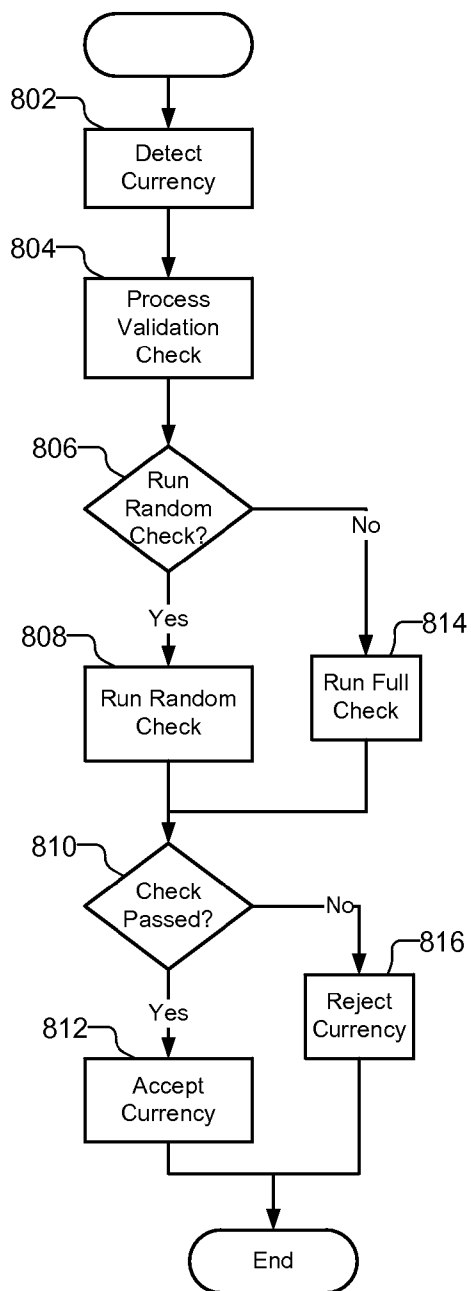 802
Detect
Currency
804
Process
Validation
Check
806
Run
Random
Check?
No
Yes
808
Run Random
Check
814
Run Full
Check
810
Check
Passed?
No
Yes
816
Reject
Currency
812
Accept
Currency
End